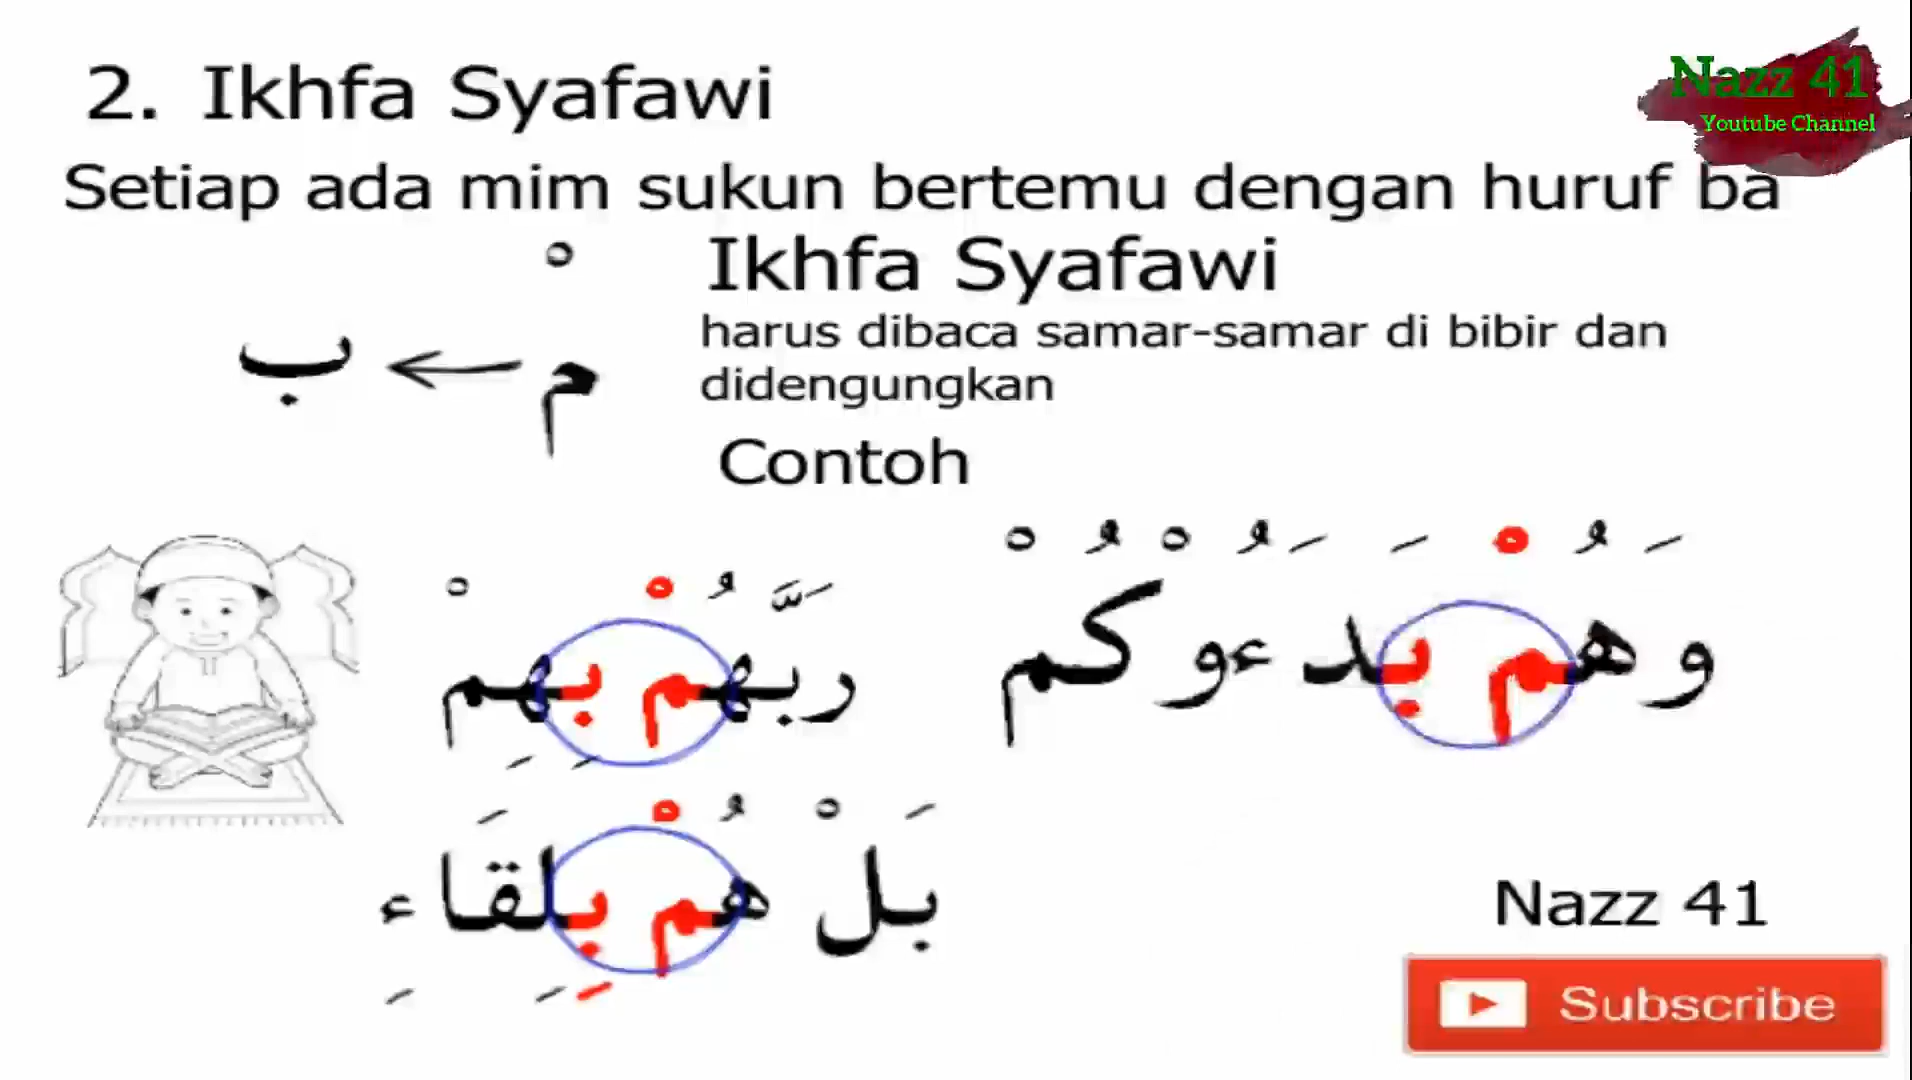 2. Ikhfa Syafawi
Nazz 41
Youtube Channel
Setiap ada mim sukun bertemu dengan huruf ba
مْ ← ب
Ikhfa Syafawi
harus dibaca samar-samar di bibir dan
didengungkan
Contoh
وَهُمْ بَدَءُوْكُمْ
رَبَّهُمْ بِهِمْ
بَلْ هُمْ بِلِقَاءِ
Nazz 41
Subscribe